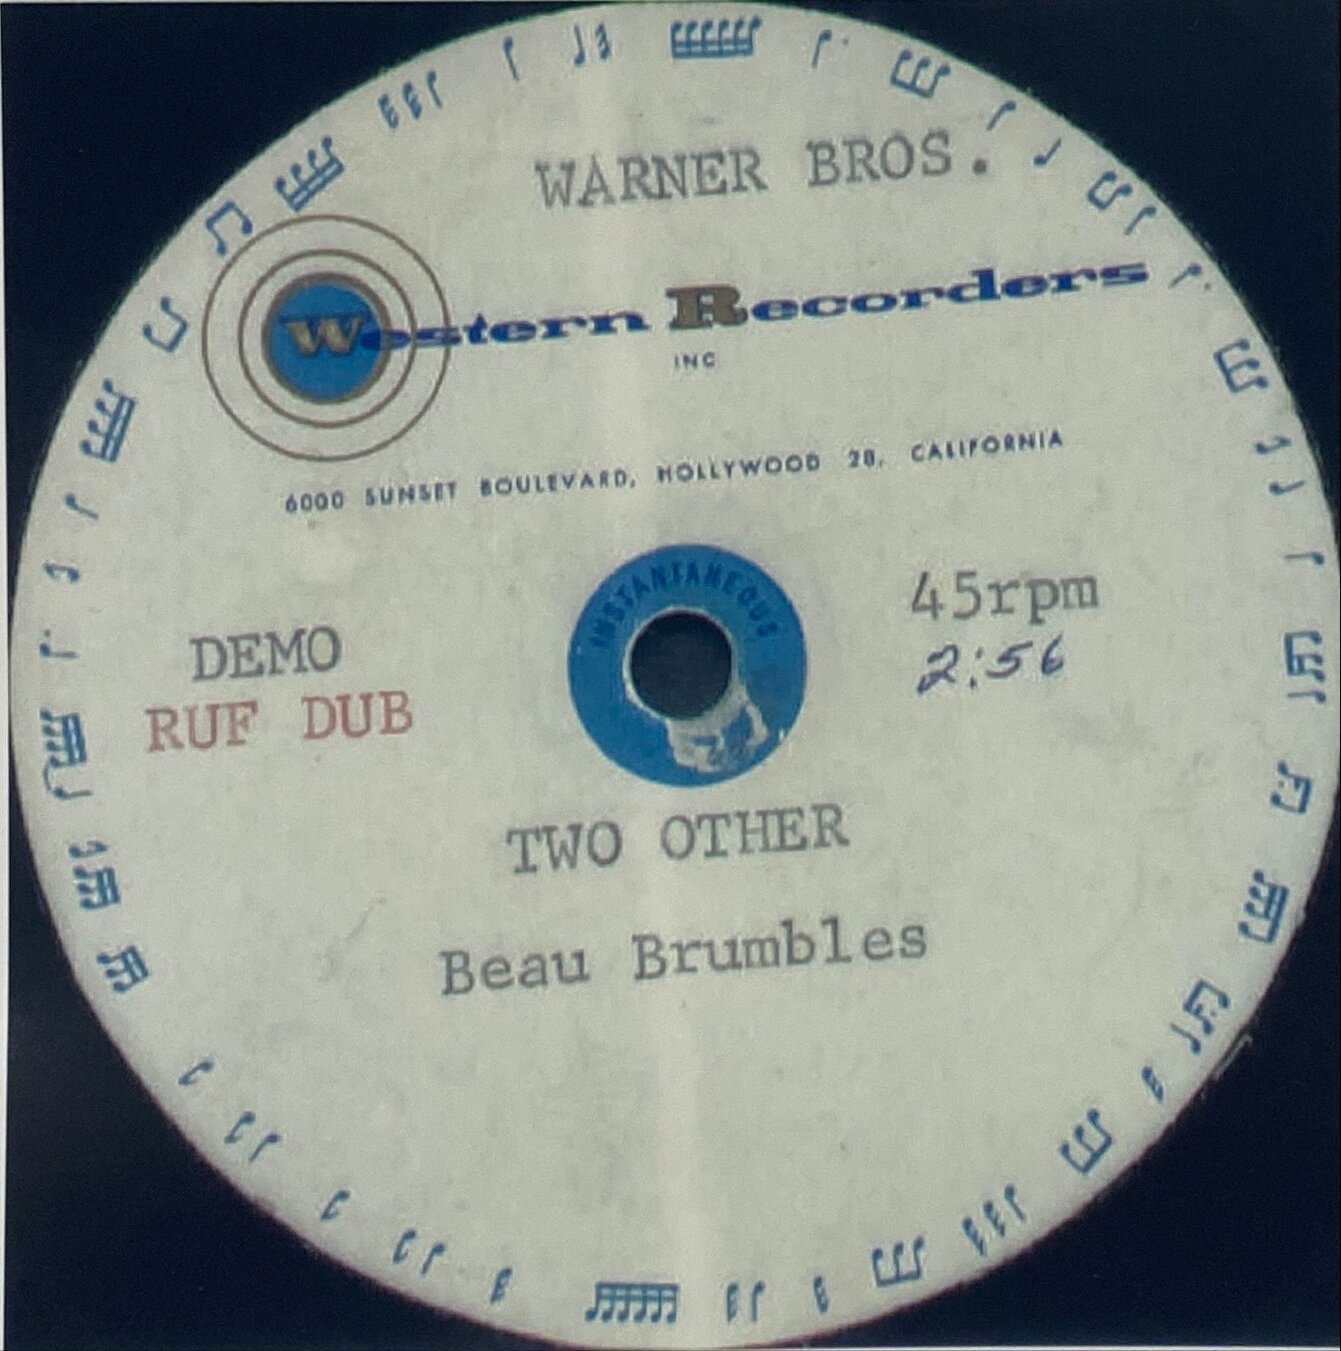 WARNER BROS.
Western Recorders
INC
6000 SUNSET BOULEVARD, HOLLYWOOD 28, CALIFORNIA
INSTANTANEOUS
45rpm
2:56
DEMO
RUF DUB
TWO OTHER
Beau Brumbles